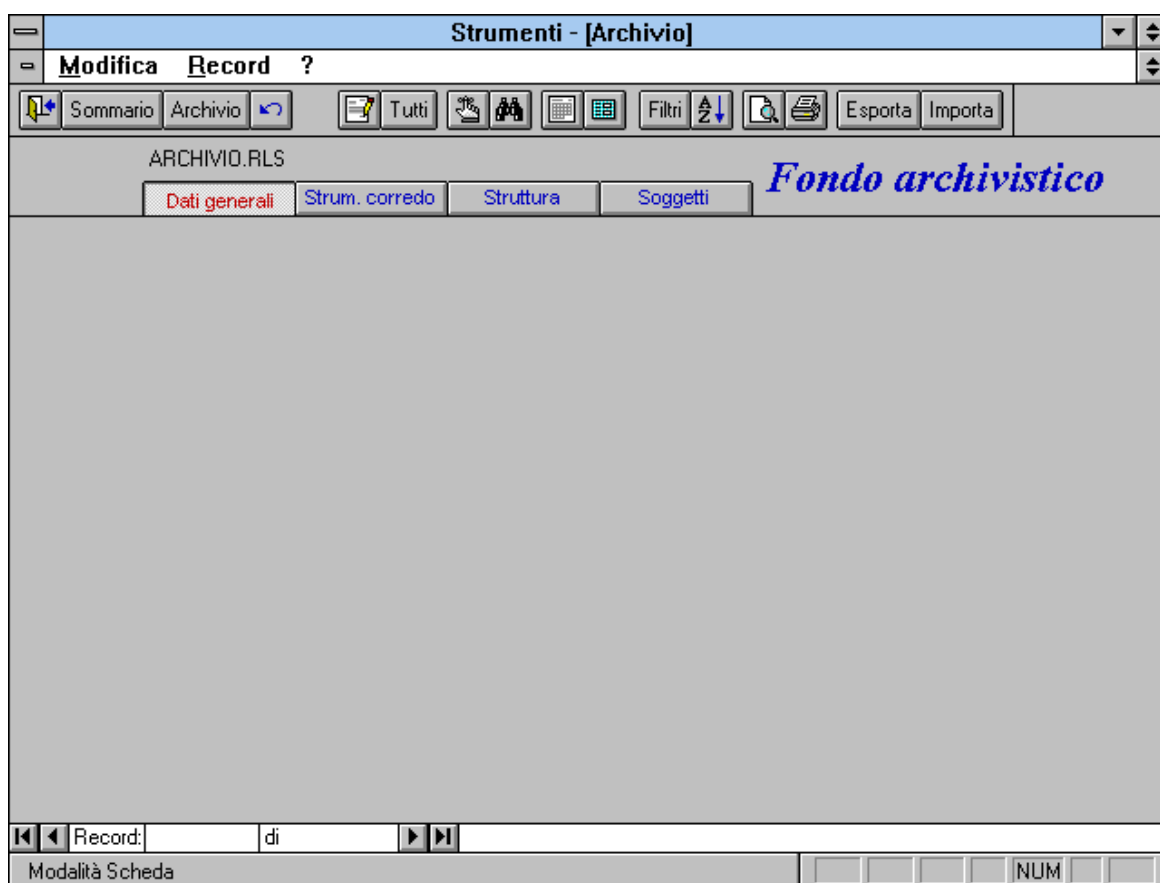 Strumenti - [Archivio]
Modifica Record ?
Sommario Archivio Tutti Filtri AZ Esporta Importa
ARCHIVIO.RLS
Fondo archivistico
Dati generali Strum. corredo Struttura Soggetti
Record: di
Modalità Scheda NUM